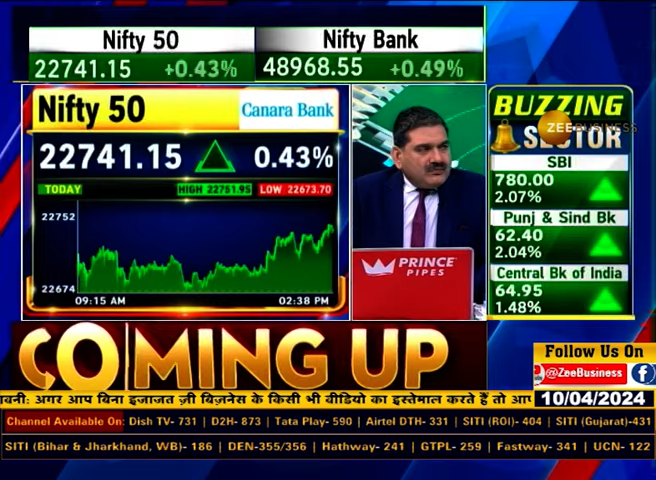 Nifty 50
22741.15 +0.43%
Nifty Bank
48968.55 +0.49%
Nifty 50
Canara Bank
22741.15 0.43%
TODAY
HIGH 22751.95
LOW 22673.70
22752
22674
09:15 AM
02:38 PM
PRINCE
PIPES
BUZZING
SECTOR
ZEEBUSINESS
SBI
780.00
2.07%
Punj & Sind Bk
62.40
2.04%
Central Bk of India
64.95
1.48%
COMING UP
Follow Us On
@ZeeBusiness
10/04/2024
वनी: अगर आप बिना इजाजत ज़ी बिज़नेस के किसी भी वीडियो का इस्तेमाल करते हैं तो आप
Channel Available On: Dish TV- 731 | D2H- 873 | Tata Play- 590 | Airtel DTH- 331 | SITI (ROI)- 404 | SITI (Gujarat)-431
SITI (Bihar & Jharkhand, WB)- 186 | DEN-355/356 | Hathway- 241 | GTPL- 259 | Fastway- 341 | UCN- 122